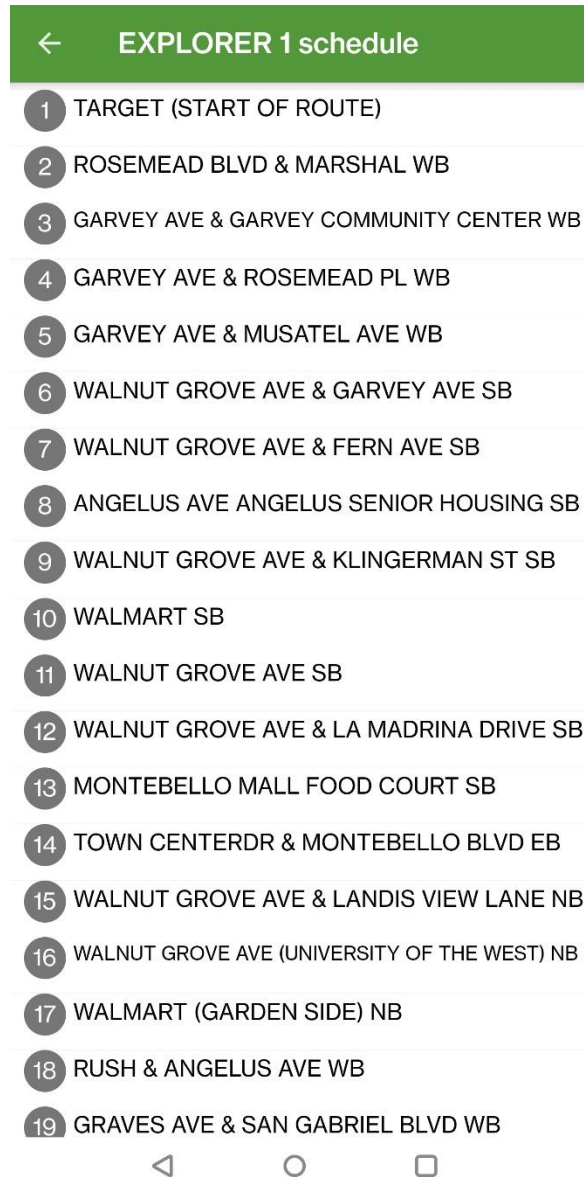 EXPLORER 1 schedule
1 TARGET (START OF ROUTE)
2 ROSEMEAD BLVD & MARSHAL WB
3 GARVEY AVE & GARVEY COMMUNITY CENTER WB
4 GARVEY AVE & ROSEMEAD PL WB
5 GARVEY AVE & MUSATEL AVE WB
6 WALNUT GROVE AVE & GARVEY AVE SB
7 WALNUT GROVE AVE & FERN AVE SB
8 ANGELUS AVE ANGELUS SENIOR HOUSING SB
9 WALNUT GROVE AVE & KLINGERMAN ST SB
10 WALMART SB
11 WALNUT GROVE AVE SB
12 WALNUT GROVE AVE & LA MADRINA DRIVE SB
13 MONTEBELLO MALL FOOD COURT SB
14 TOWN CENTERDR & MONTEBELLO BLVD EB
15 WALNUT GROVE AVE & LANDIS VIEW LANE NB
16 WALNUT GROVE AVE (UNIVERSITY OF THE WEST) NB
17 WALMART (GARDEN SIDE) NB
18 RUSH & ANGELUS AVE WB
19 GRAVES AVE & SAN GABRIEL BLVD WB